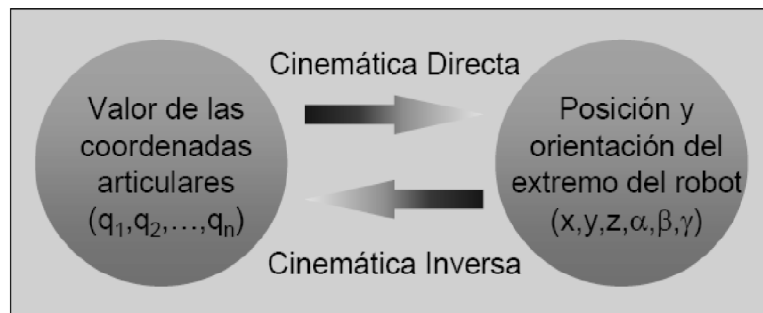 Cinemática Directa
Valor de las
coordenadas
articulares
(q₁,q₂,...,qₙ)
Posición y
orientación del
extremo del robot
(x,y,z,α,β,γ)
Cinemática Inversa